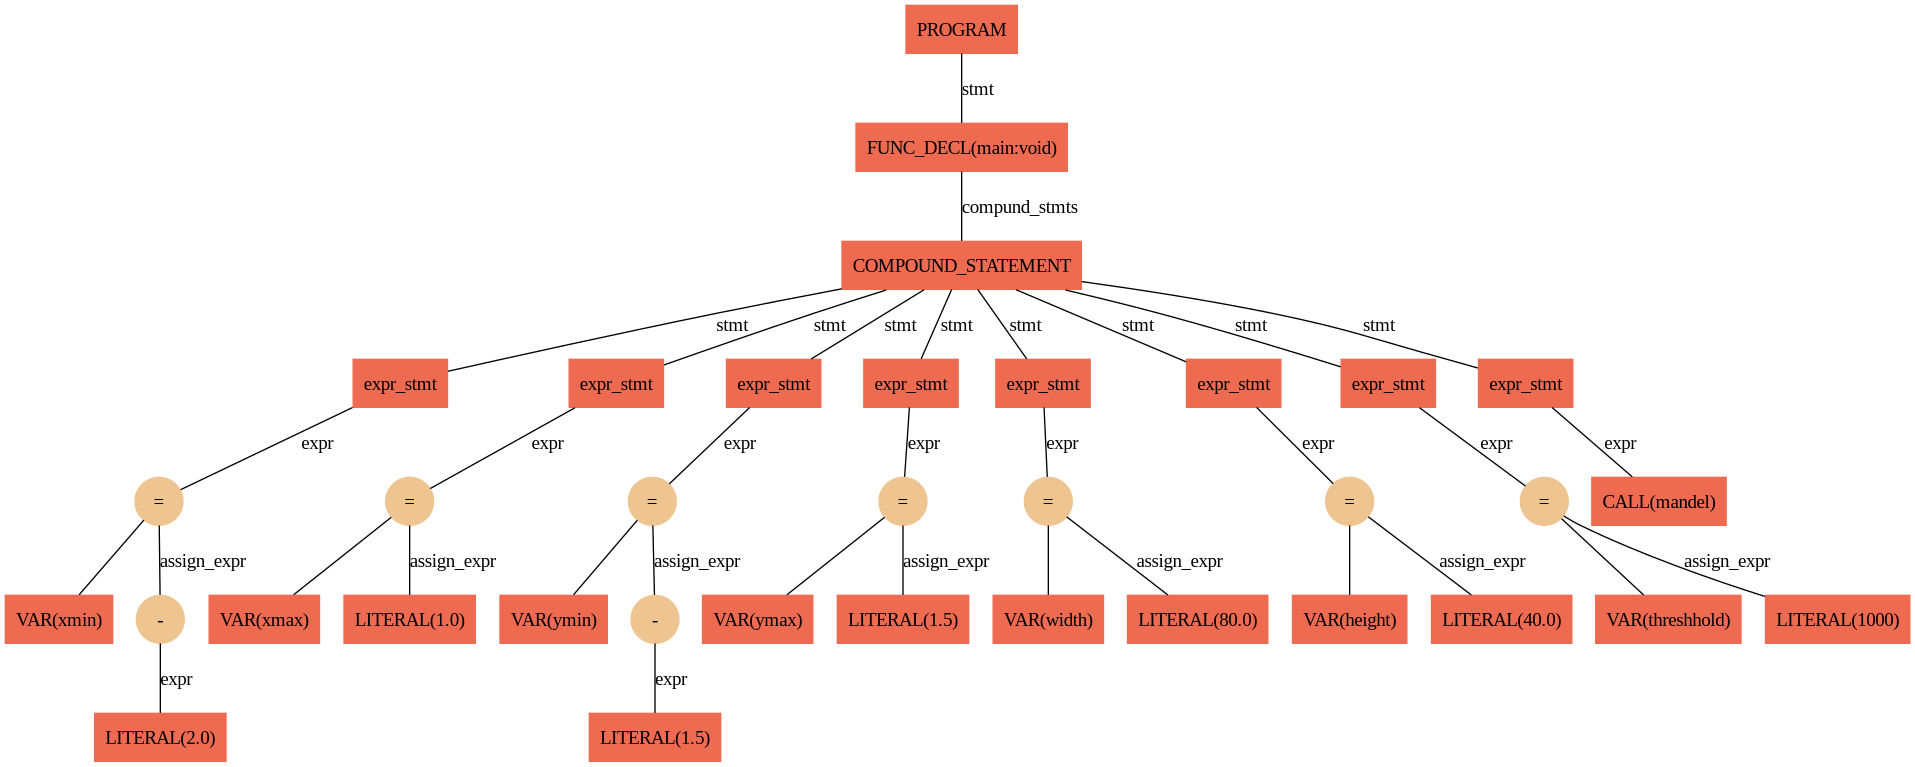 PROGRAM
stmt
FUNC_DECL(main:void)
compund_stmts
COMPOUND_STATEMENT
stmt stmt stmt stmt stmt stmt stmt stmt
expr_stmt expr_stmt expr_stmt expr_stmt expr_stmt expr_stmt expr_stmt expr_stmt
expr expr expr expr expr expr expr expr
= = = = = = = CALL(mandel)
assign_expr assign_expr assign_expr assign_expr assign_expr assign_expr assign_expr
VAR(xmin) - VAR(xmax) LITERAL(1.0) VAR(ymin) - VAR(ymax) LITERAL(1.5) VAR(width) LITERAL(80.0) VAR(height) LITERAL(40.0) VAR(threshhold) LITERAL(1000)
expr expr
LITERAL(2.0) LITERAL(1.5)